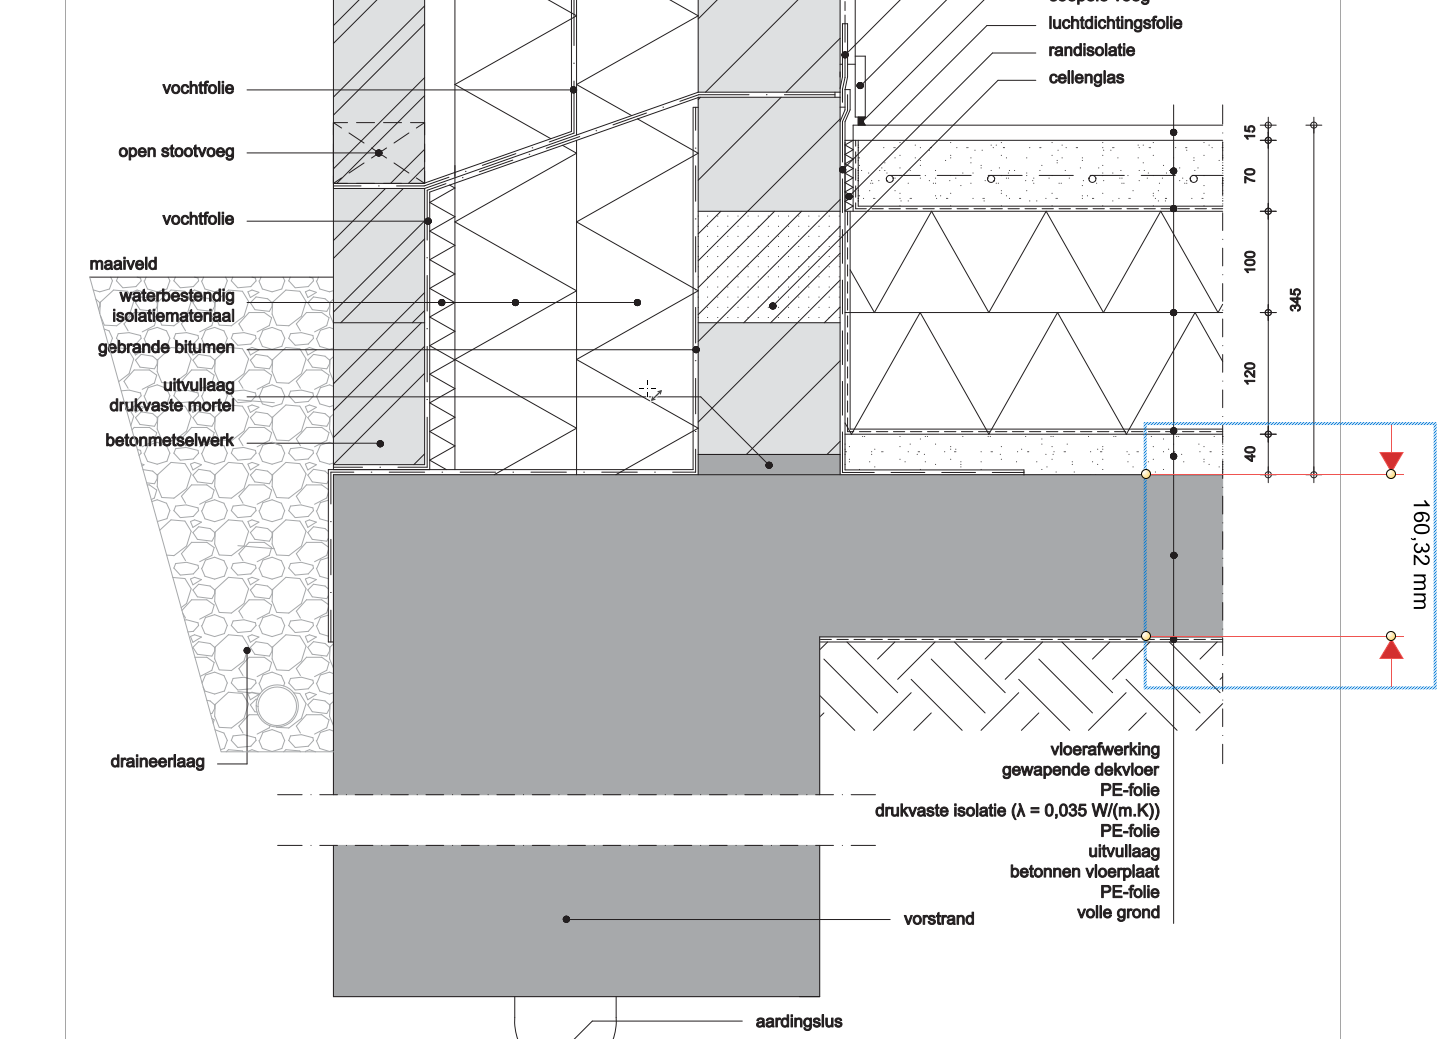 luchtdichtingsfolie
randisolatie
cellenglas
vochtfolie
open stootvoeg
vochtfolie
maaiveld
waterbestendig
isolatiemateriaal
gebrande bitumen
uitvullaag
drukvaste mortel
betonmetselwerk
draineerlaag
15
70
100
120
40
345
160,32 mm
vloerafwerking
gewapende dekvloer
PE-folie
drukvaste isolatie (λ = 0,035 W/(m.K))
PE-folie
uitvullaag
betonnen vloerplaat
PE-folie
volle grond
vorstrand
aardingslus